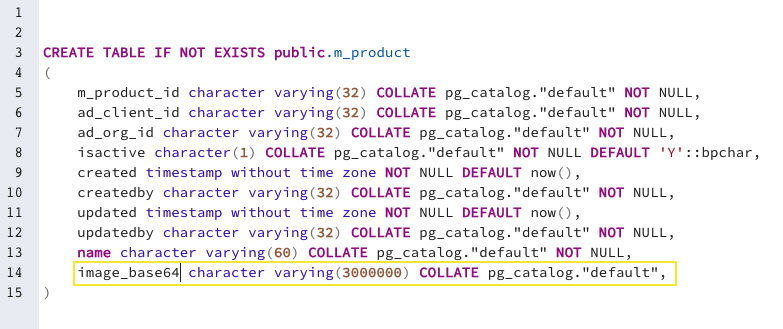 1
2
3 CREATE TABLE IF NOT EXISTS public.m_product
4 (
5 m_product_id character varying(32) COLLATE pg_catalog."default" NOT NULL,
6 ad_client_id character varying(32) COLLATE pg_catalog."default" NOT NULL,
7 ad_org_id character varying(32) COLLATE pg_catalog."default" NOT NULL,
8 isactive character(1) COLLATE pg_catalog."default" NOT NULL DEFAULT 'Y'::bpchar,
9 created timestamp without time zone NOT NULL DEFAULT now(),
10 createdby character varying(32) COLLATE pg_catalog."default" NOT NULL,
11 updated timestamp without time zone NOT NULL DEFAULT now(),
12 updatedby character varying(32) COLLATE pg_catalog."default" NOT NULL,
13 name character varying(60) COLLATE pg_catalog."default" NOT NULL,
14 image_base64 character varying(3000000) COLLATE pg_catalog."default",
15 )